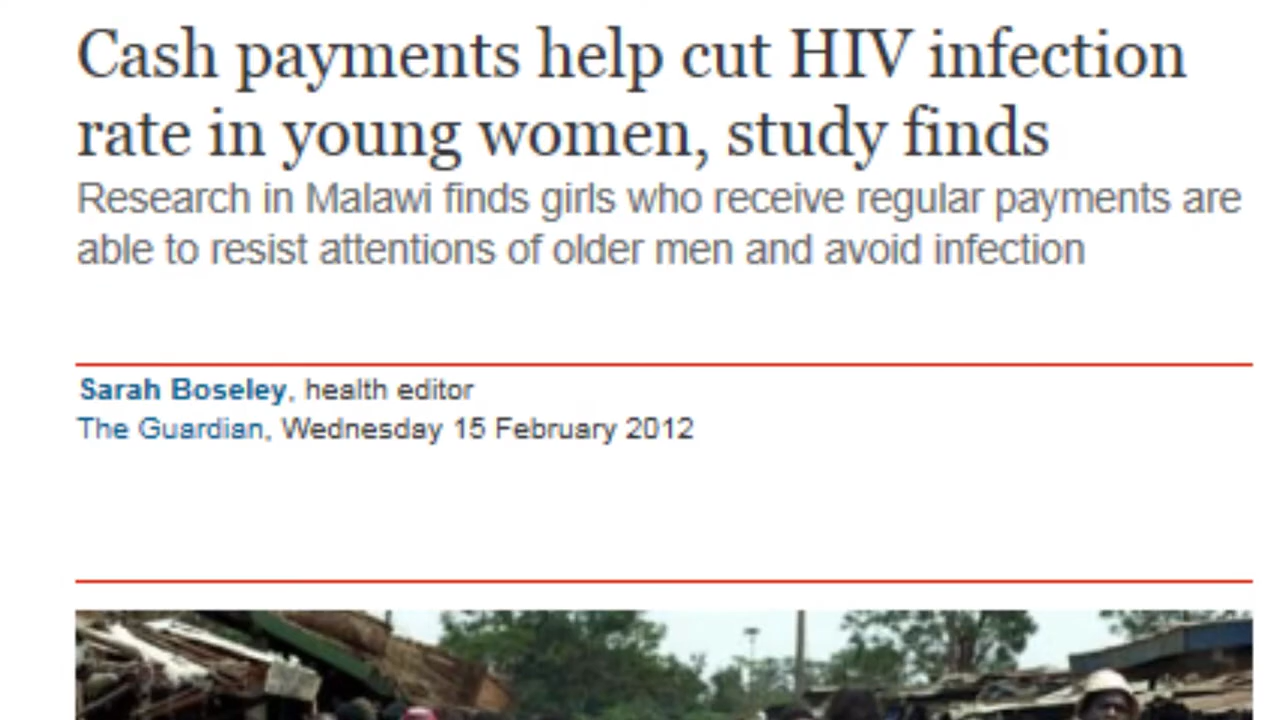 Cash payments help cut HIV infection
rate in young women, study finds
Research in Malawi finds girls who receive regular payments are
able to resist attentions of older men and avoid infection
Sarah Boseley, health editor
The Guardian, Wednesday 15 February 2012